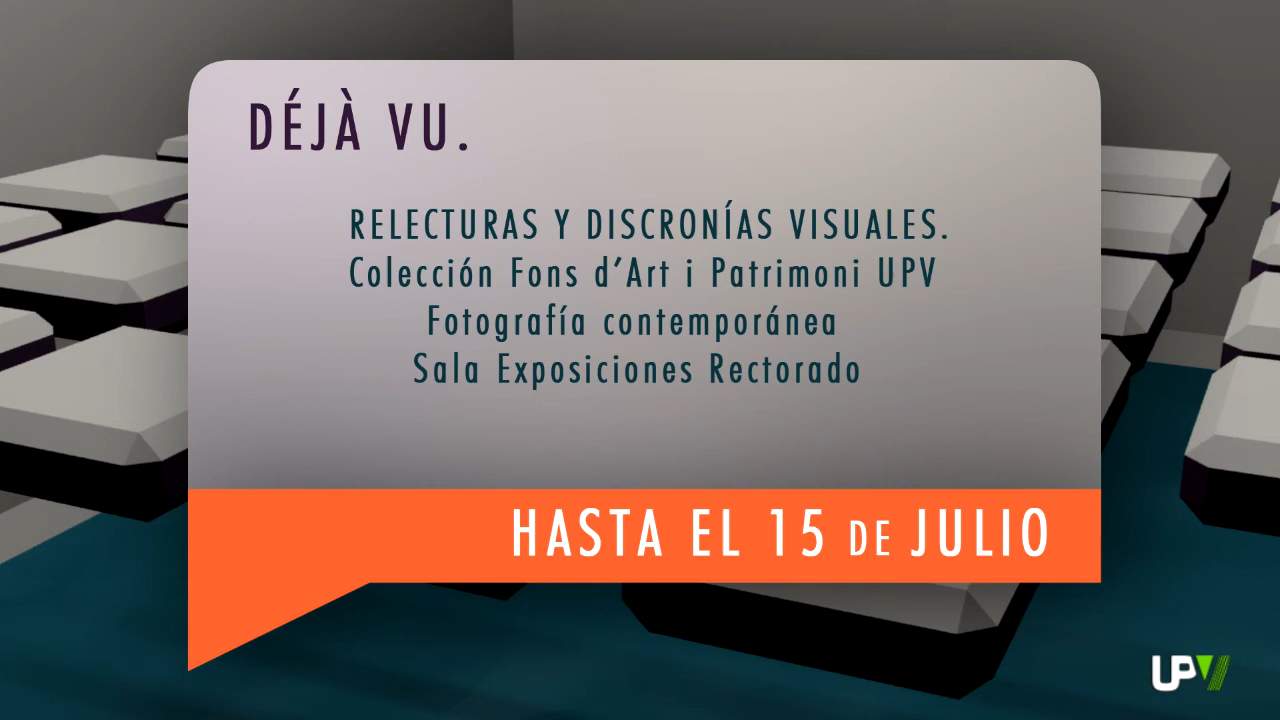 DÉJÀ VU.
RELECTURAS Y DISCRONÍAS VISUALES.
Colección Fons d’Art i Patrimoni UPV
Fotografía contemporánea
Sala Exposiciones Rectorado
HASTA EL 15 DE JULIO
UPV